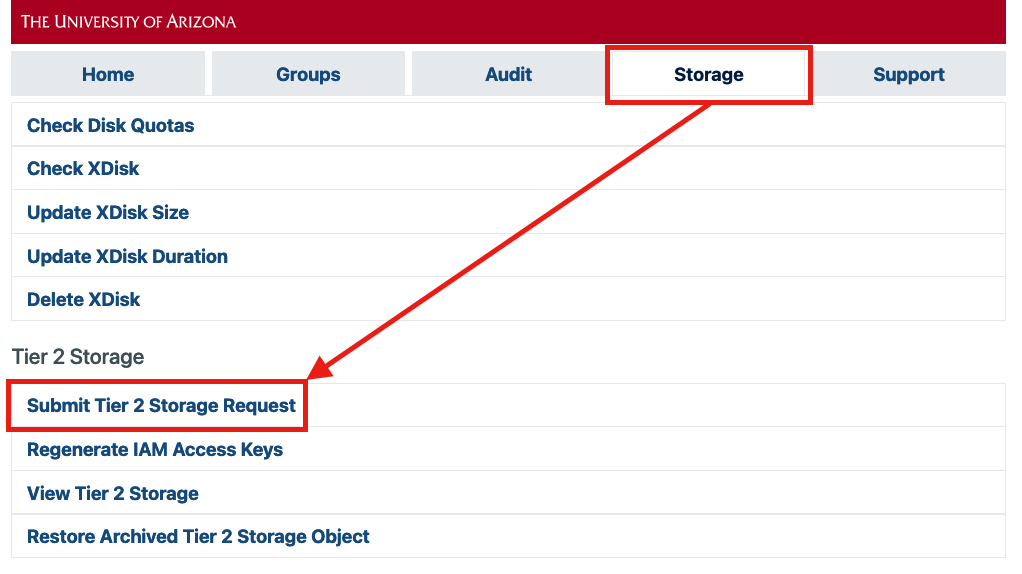 THE UNIVERSITY OF ARIZONA
Home Groups Audit Storage Support
Check Disk Quotas
Check XDisk
Update XDisk Size
Update XDisk Duration
Delete XDisk
Tier 2 Storage
Submit Tier 2 Storage Request
Regenerate IAM Access Keys
View Tier 2 Storage
Restore Archived Tier 2 Storage Object